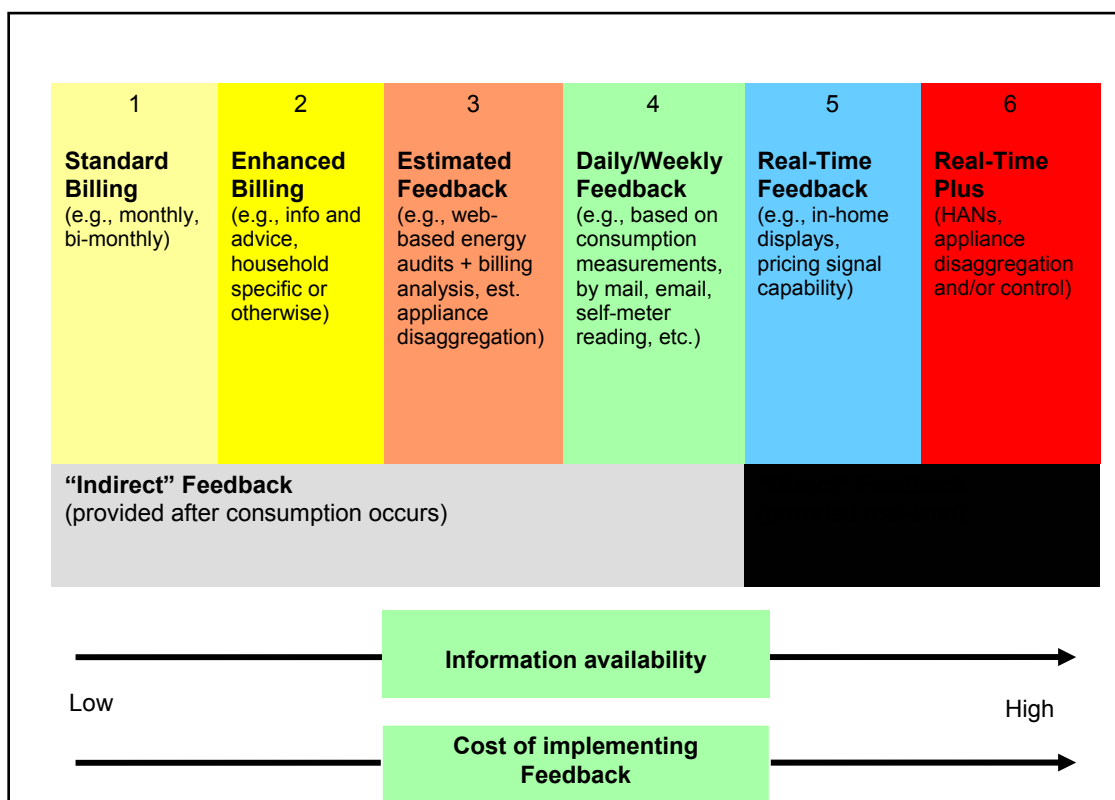 1
2
3
4
5
6
Standard
Billing
(e.g., monthly,
bi-monthly)
Enhanced
Billing
(e.g., info and
advice,
household
specific or
otherwise)
Estimated
Feedback
(e.g., web-
based energy
audits + billing
analysis, est.
appliance
disaggregation)
Daily/Weekly
Feedback
(e.g., based on
consumption
measurements,
by mail, email,
self-meter
reading, etc.)
Real-Time
Feedback
(e.g., in-home
displays,
pricing signal
capability)
Real-Time
Plus
(HANs,
appliance
disaggregation
and/or control)
“Indirect” Feedback
(provided after consumption occurs)
Information availability
Low
High
Cost of implementing
Feedback